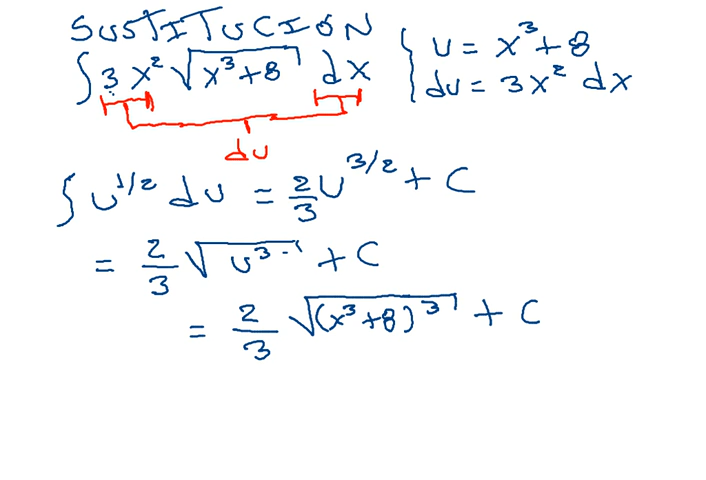 SUSTITUCIÓN
∫ 3x² √(x³+8) dx { u = x³+8
du = 3x² dx
du
∫ u^1/2 du = 2/3 u^3/2 + C
= 2/3 √(u³) + C
= 2/3 √((x³+8)³) + C